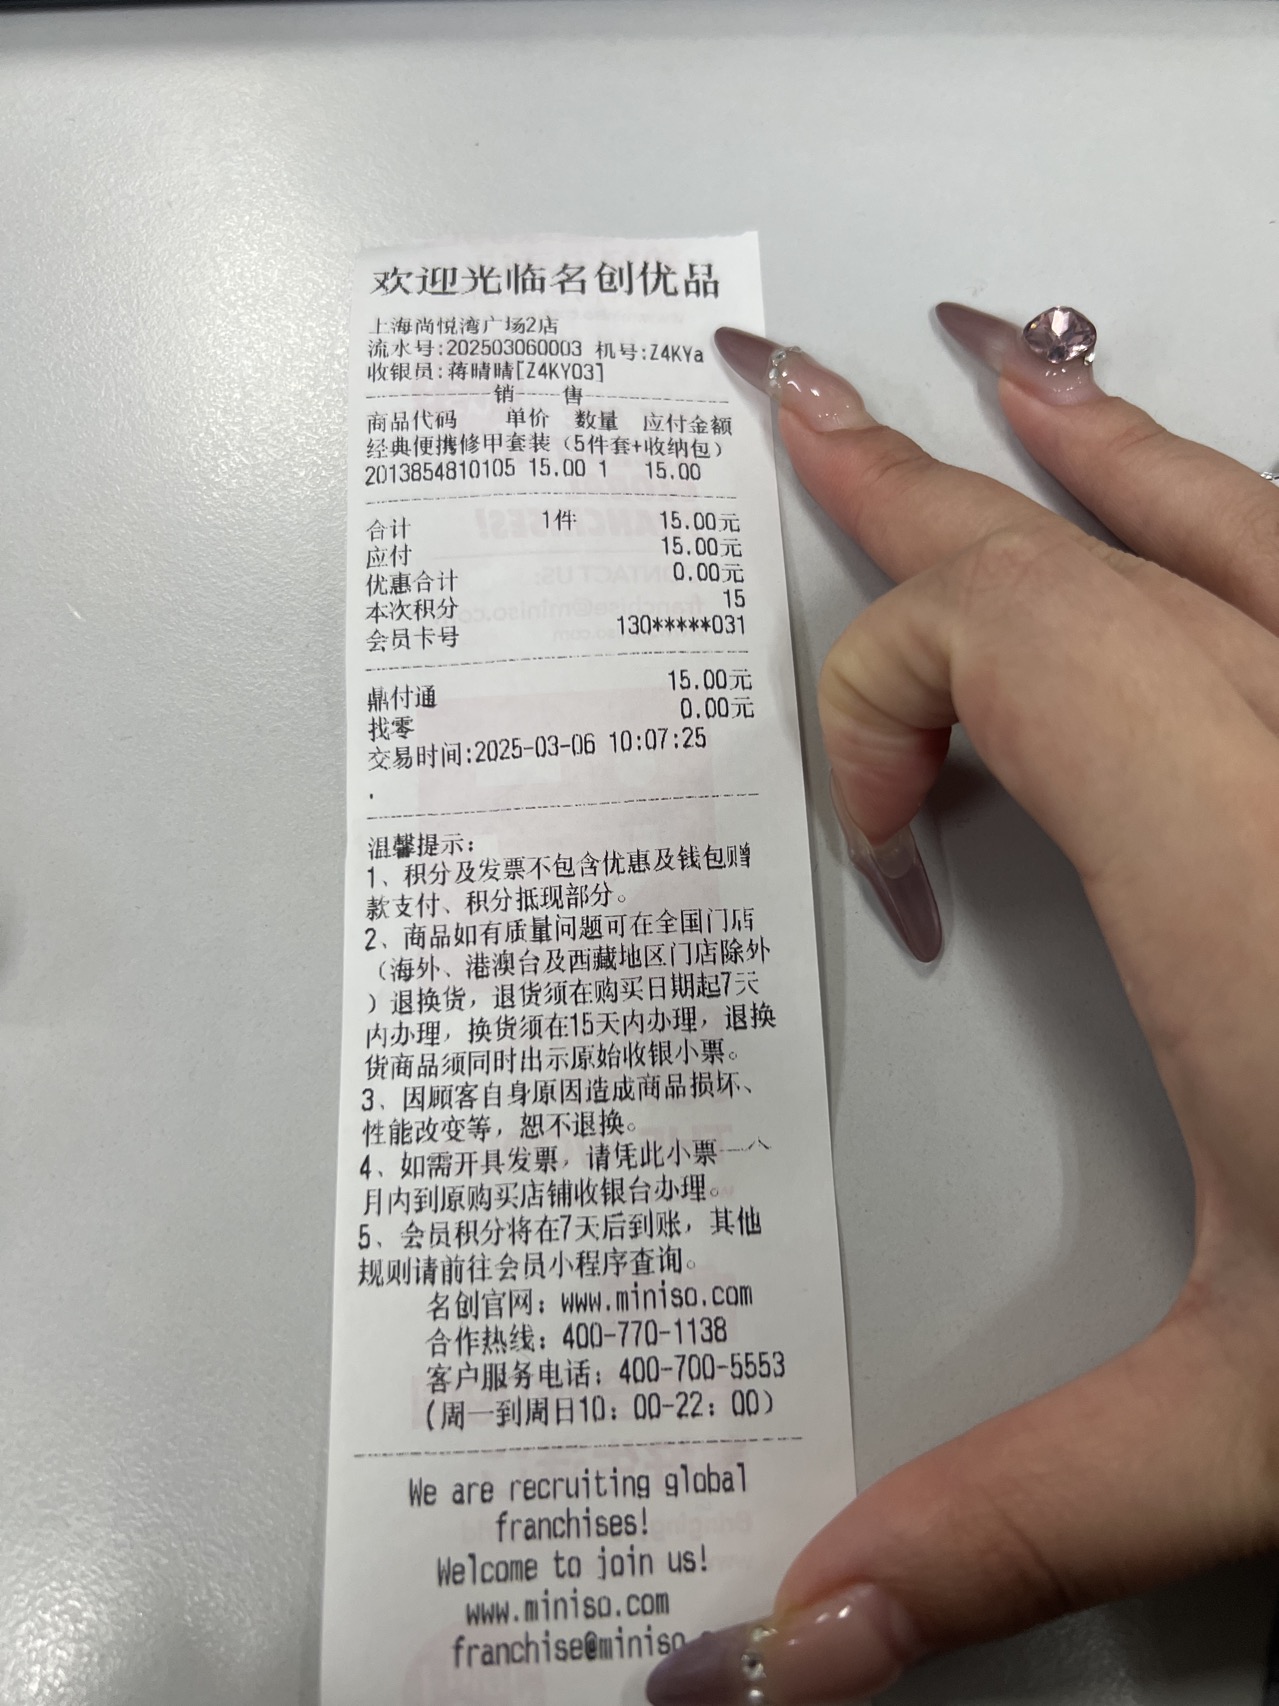 欢迎光临名创优品
上海尚悦湾广场2店
流水号:202503060003 机号:Z4KYa
收银员:蒋晴晴[Z4KY03]
销 售
商品代码 单价 数量 应付金额
经典便携修甲套装（5件套+收纳包）
2013854810105 15.00 1 15.00
合计 1件 15.00元
应付 15.00元
优惠合计 0.00元
本次积分 15
会员卡号 130*****031
鼎付通 15.00元
找零 0.00元
交易时间:2025-03-06 10:07:25
.
温馨提示:
1、积分及发票不包含优惠及钱包赠
款支付、积分抵现部分。
2、商品如有质量问题可在全国门店
（海外、港澳台及西藏地区门店除外
）退换货，退货须在购买日期起7天
内办理，换货须在15天内办理，退换
货商品须同时出示原始收银小票。
3、因顾客自身原因造成商品损坏、
性能改变等，恕不退换。
4、如需开具发票，请凭此小票一个
月内到原购买店铺收银台办理。
5、会员积分将在7天后到账，其他
规则请前往会员小程序查询。
名创官网：www.miniso.com
合作热线：400-770-1138
客户服务电话：400-700-5553
(周一到周日10：00-22：00)
We are recruiting global
franchises!
Welcome to join us!
www.miniso.com
franchise@miniso